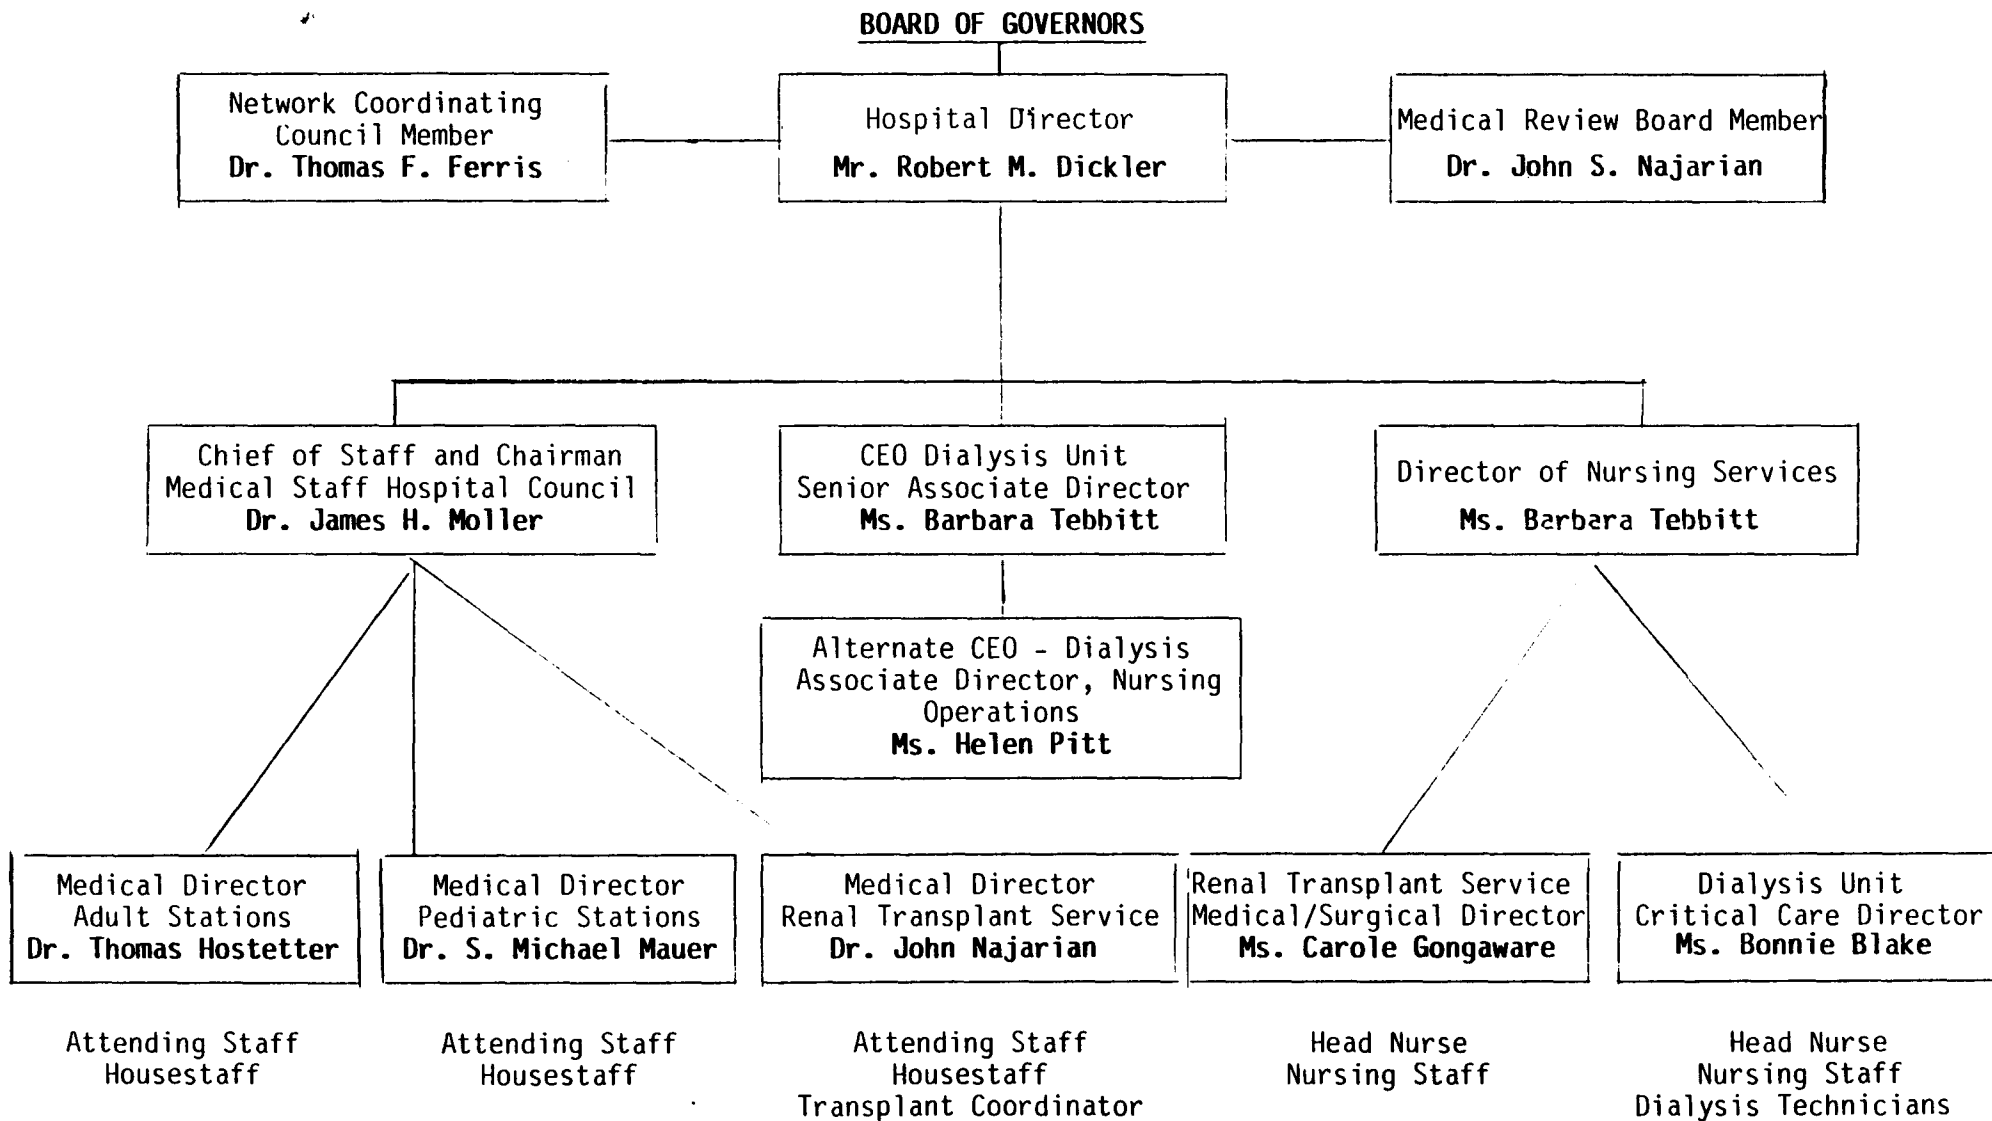 BOARD OF GOVERNORS
Network Coordinating
Council Member
Dr. Thomas F. Ferris
Hospital Director
Mr. Robert M. Dickler
Medical Review Board Member
Dr. John S. Najarian
Chief of Staff and Chairman
Medical Staff Hospital Council
Dr. James H. Moller
CEO Dialysis Unit
Senior Associate Director
Ms. Barbara Tebbitt
Director of Nursing Services
Ms. Barbara Tebbitt
Alternate CEO - Dialysis
Associate Director, Nursing
Operations
Ms. Helen Pitt
Medical Director
Adult Stations
Dr. Thomas Hostetter
Medical Director
Pediatric Stations
Dr. S. Michael Mauer
Medical Director
Renal Transplant Service
Dr. John Najarian
Renal Transplant Service
Medical/Surgical Director
Ms. Carole Gongaware
Dialysis Unit
Critical Care Director
Ms. Bonnie Blake
Attending Staff
Housestaff
Attending Staff
Housestaff
Attending Staff
Housestaff
Transplant Coordinator
Head Nurse
Nursing Staff
Head Nurse
Nursing Staff
Dialysis Technicians